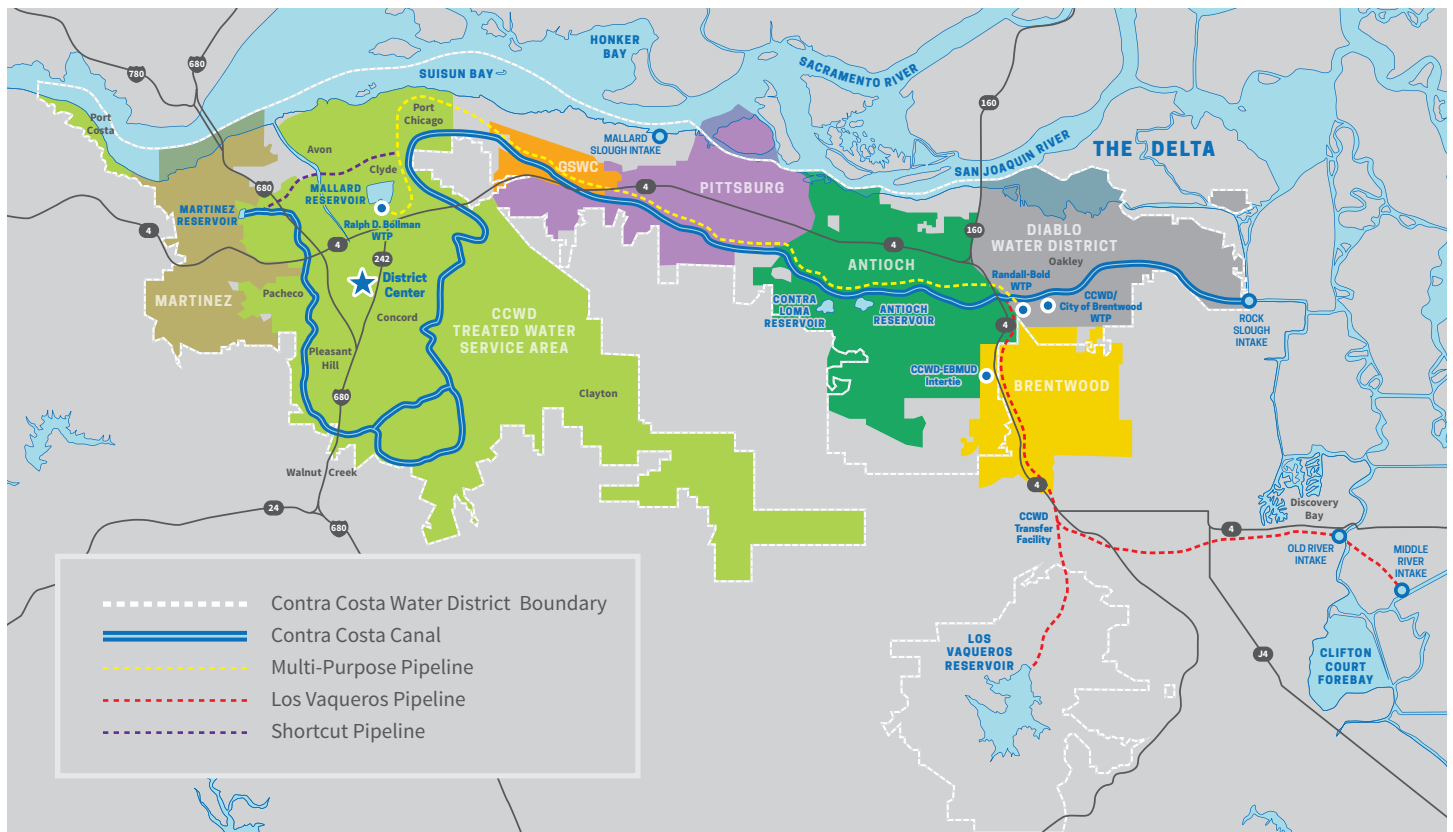 HONKER
BAY
SUISUN BAY
SACRAMENTO RIVER
680
780
160
Port
Costa
Port
Chicago
MALLARD
SLOUGH INTAKE
SAN JOAQUIN RIVER
THE DELTA
Avon
Clyde
GSWC
PITTSBURG
4
680
MALLARD
RESERVOIR
MARTINEZ
RESERVOIR
Ralph D. Bollman
WTP
4
4
242
160
4
DIABLO
WATER DISTRICT
Oakley
ANTIOCH
Randall-Bold
WTP
District
Center
MARTINEZ
Pacheco
Concord
CCWD
TREATED WATER
SERVICE AREA
CONTRA
LOMA
RESERVOIR
ANTIOCH
RESERVOIR
CCWD/
City of Brentwood
WTP
4
ROCK
SLOUGH
INTAKE
Pleasant
Hill
CCWD-EBMUD
Intertie
BRENTWOOD
680
Clayton
Walnut Creek
4
24
680
CCWD
Transfer
Facility
Discovery
Bay
4
OLD RIVER
INTAKE
MIDDLE
RIVER
INTAKE
LOS
VAQUEROS
RESERVOIR
J4
CLIFTON
COURT
FOREBAY
Contra Costa Water District Boundary
Contra Costa Canal
Multi-Purpose Pipeline
Los Vaqueros Pipeline
Shortcut Pipeline